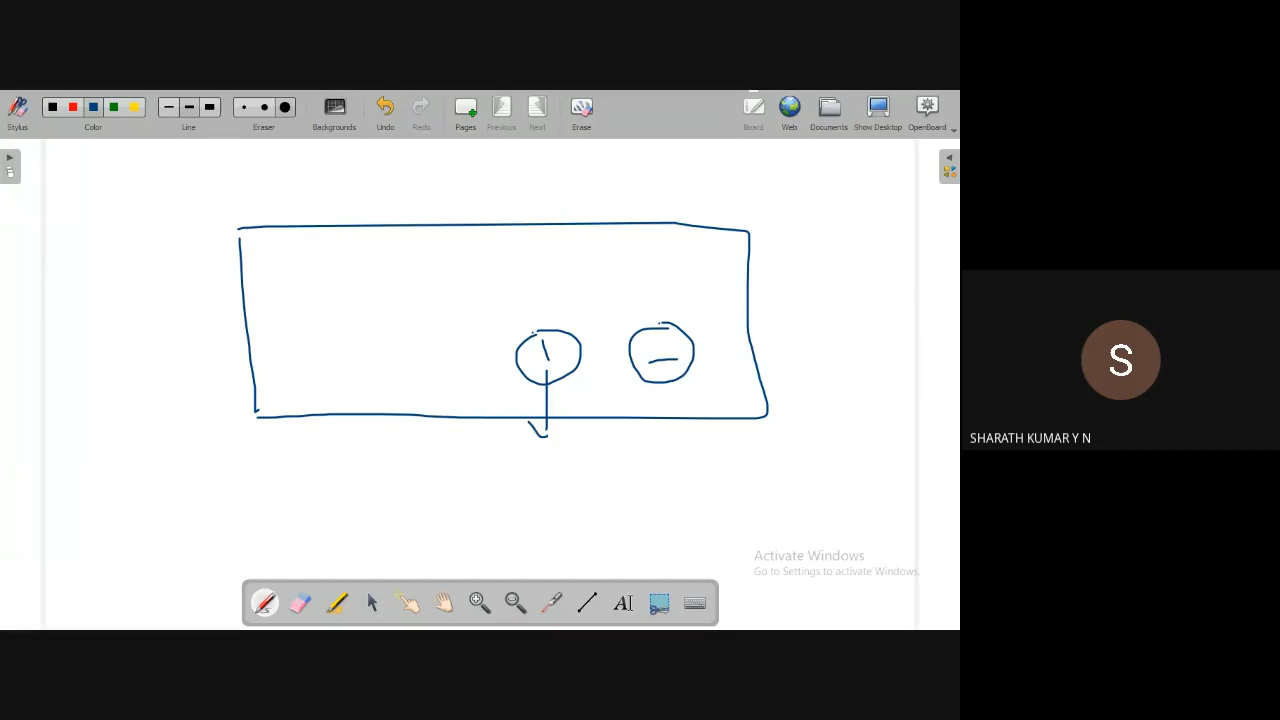 Stylus Color Line Eraser Backgrounds Undo Redo Pages Previous Next Erase Board Web Documents Show Desktop OpenBoard
S
SHARATH KUMAR Y N
Activate Windows
Go to Settings to activate Windows.
AI